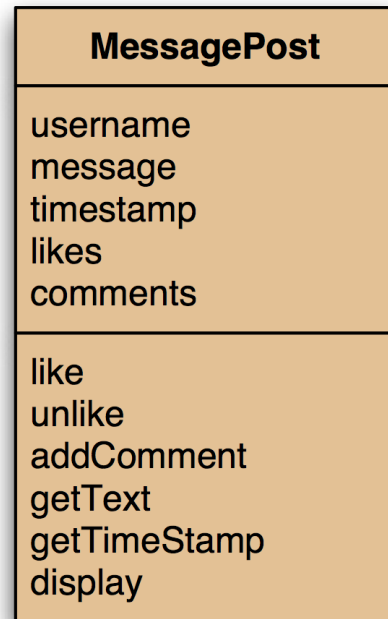 MessagePost
username
message
timestamp
likes
comments
like
unlike
addComment
getText
getTimeStamp
display